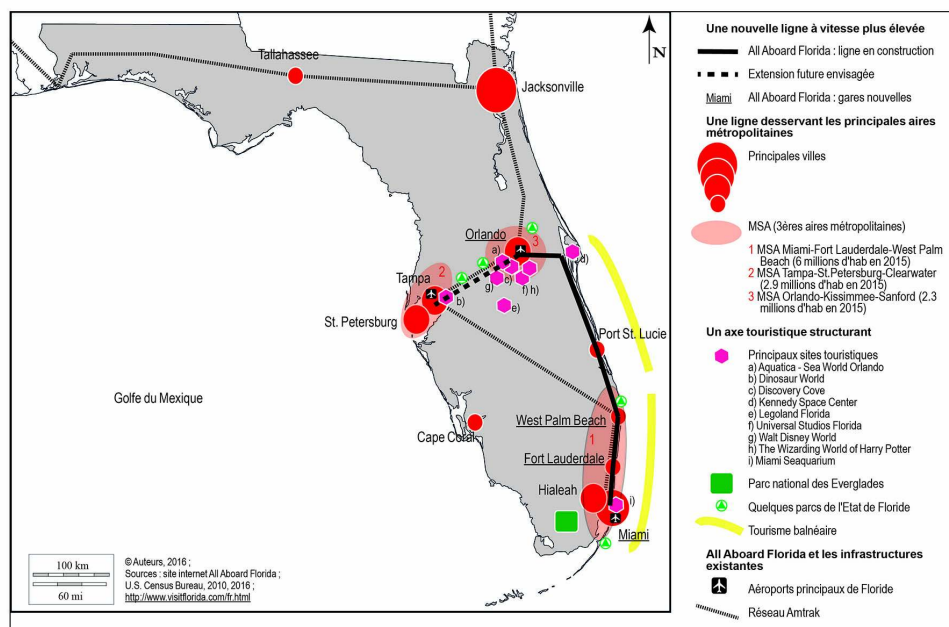 Tallahassee
Jacksonville
N
Orlando
a)
3
d)
c)
g)
f)
h)
e)
Tampa
2
b)
St. Petersburg
Port St. Lucie
Golfe du Mexique
West Palm Beach
1
Cape Coral
Fort Lauderdale
Hialeah
i)
Miami
100 km
60 mi
© Auteurs, 2016 ;
Sources : site internet All Aboard Florida ;
U.S. Census Bureau, 2010, 2016 ;
http://www.visitflorida.com/fr.html
Une nouvelle ligne à vitesse plus élevée
All Aboard Florida : ligne en construction
Extension future envisagée
Miami
All Aboard Florida : gares nouvelles
Une ligne desservant les principales aires
métropolitaines
Principales villes
MSA (3ères aires métropolitaines)
1 MSA Miami-Fort Lauderdale-West Palm
Beach (6 millions d'hab en 2015)
2 MSA Tampa-St.Petersburg-Clearwater
(2.9 millions d'hab en 2015)
3 MSA Orlando-Kissimmee-Sanford (2.3
millions d'hab en 2015)
Un axe touristique structurant
Principaux sites touristiques
a) Aquatica - Sea World Orlando
b) Dinosaur World
c) Discovery Cove
d) Kennedy Space Center
e) Legoland Florida
f) Universal Studios Florida
g) Walt Disney World
h) The Wizarding World of Harry Potter
i) Miami Seaquarium
Parc national des Everglades
Quelques parcs de l'Etat de Floride
Tourisme balnéaire
All Aboard Florida et les infrastructures
existantes
Aéroports principaux de Floride
Réseau Amtrak